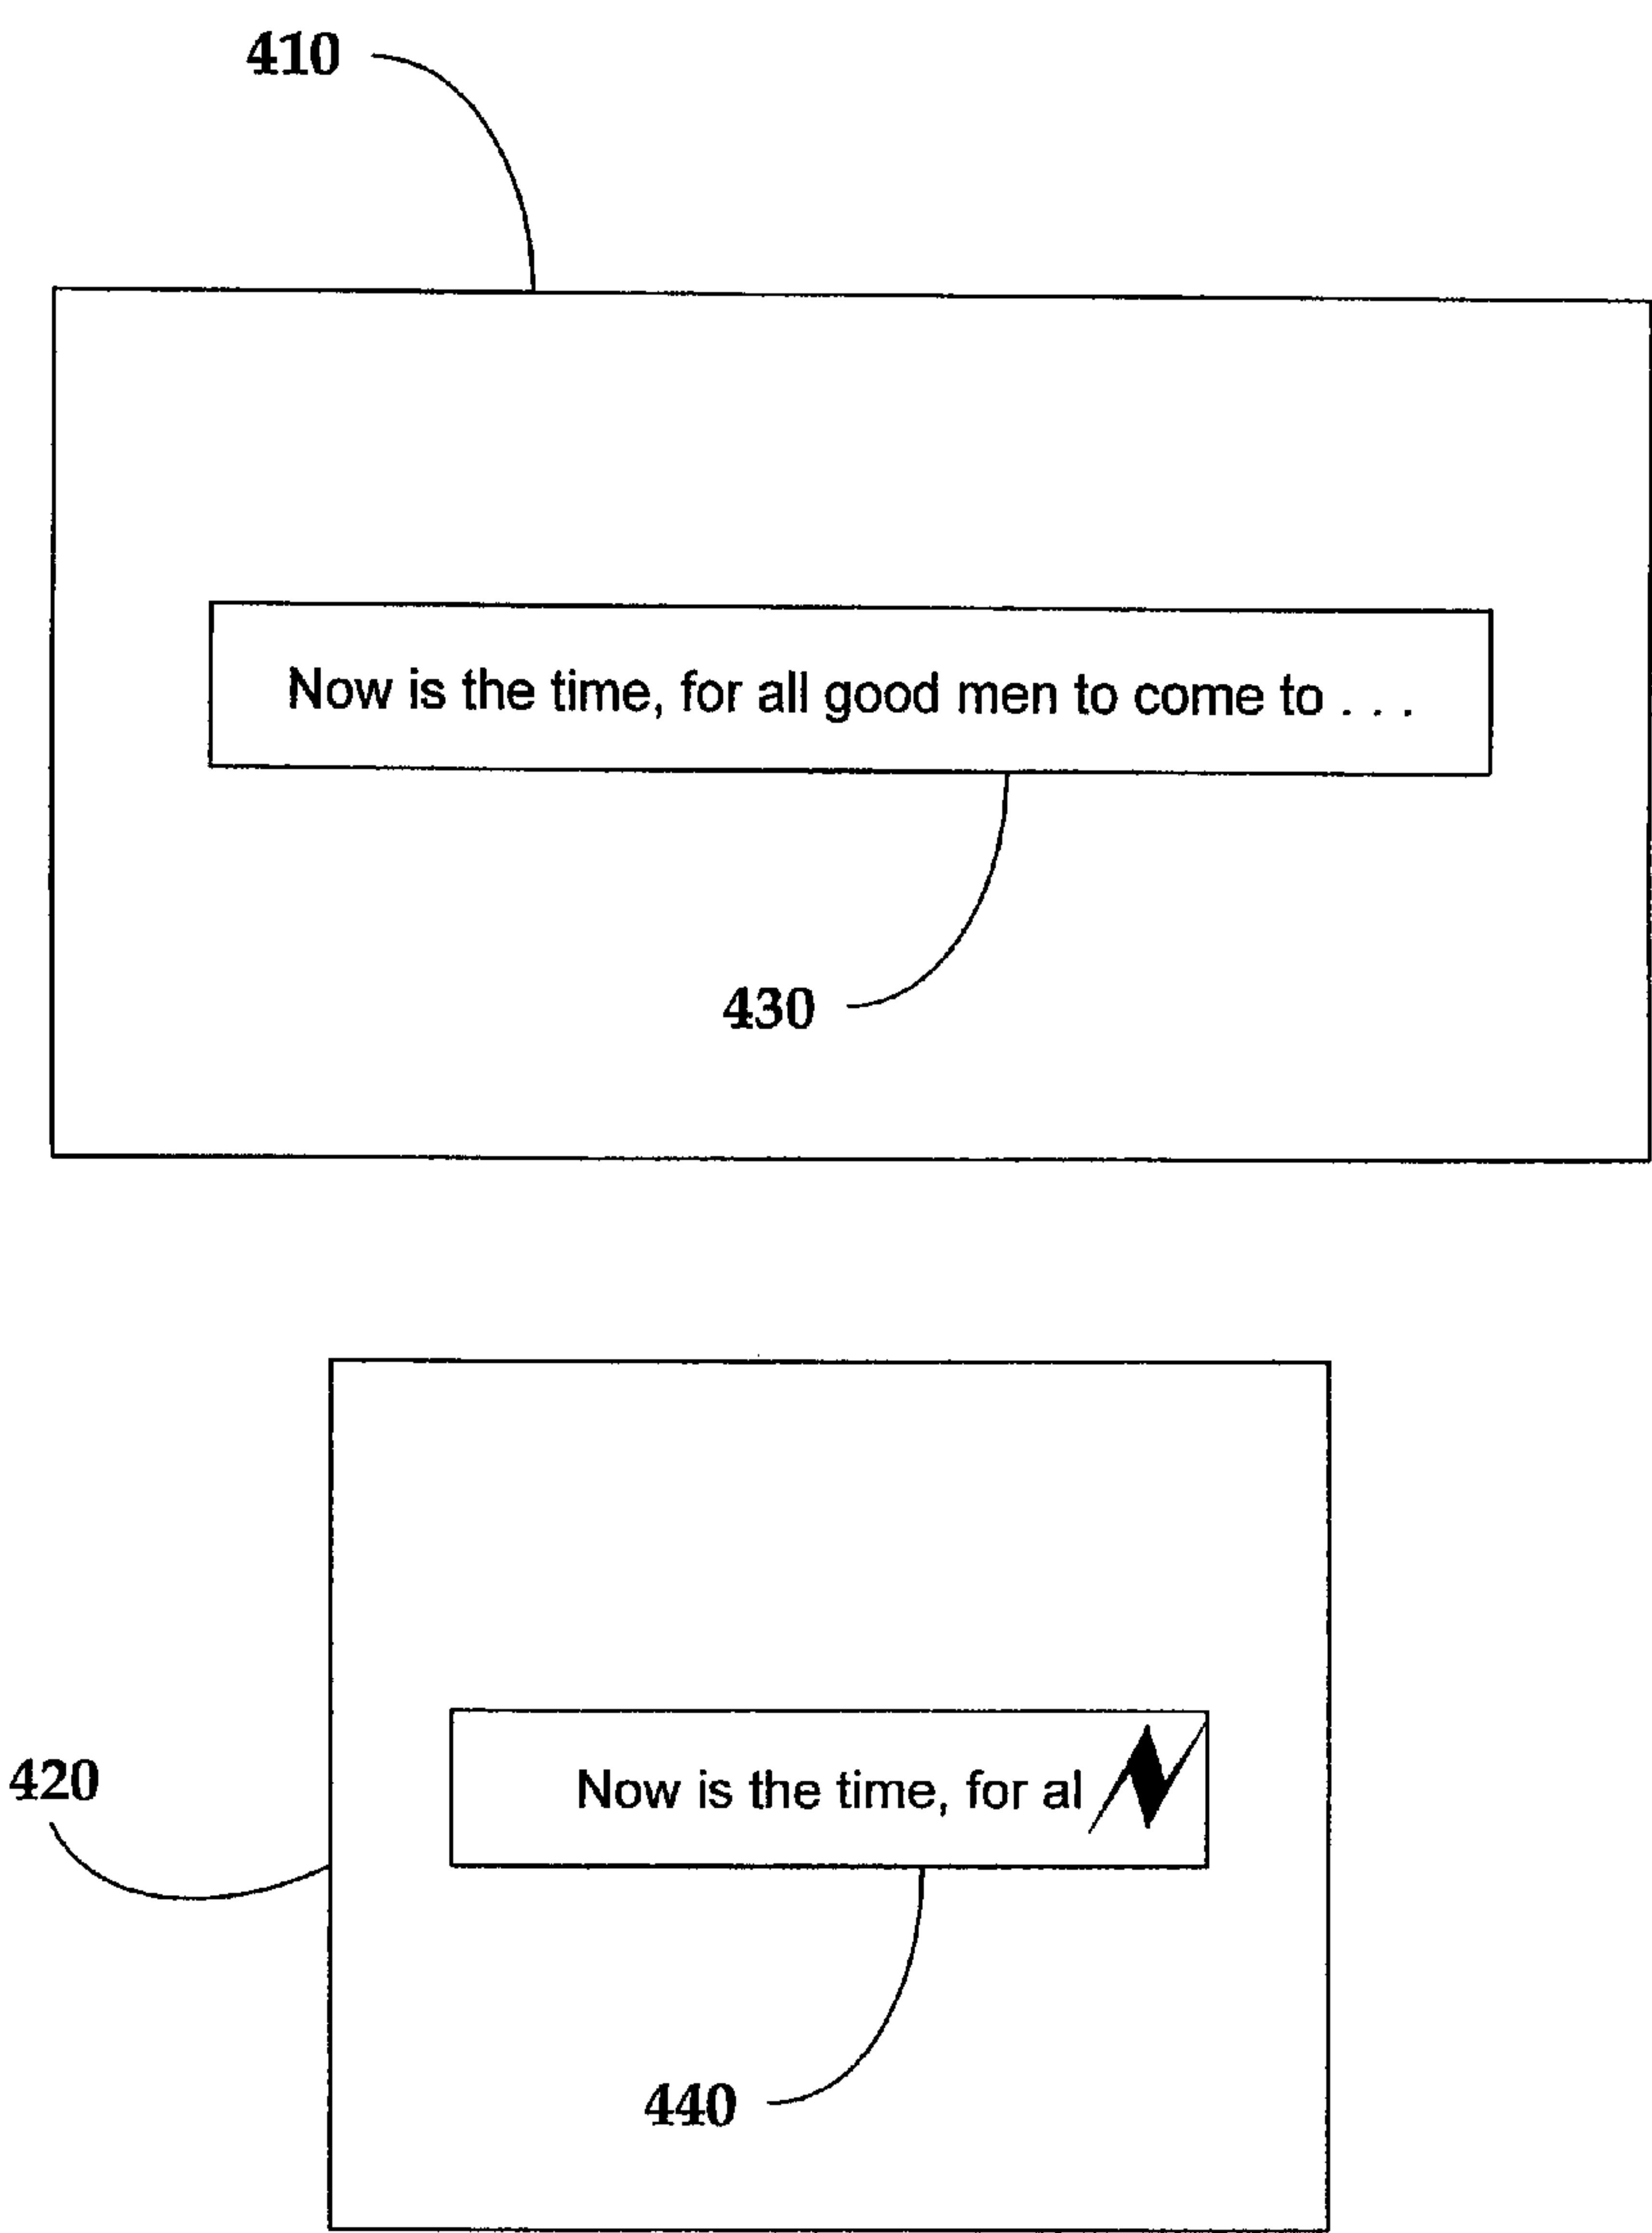 410
Now is the time, for all good men to come to . . .
430
Now is the time, for al
420
440